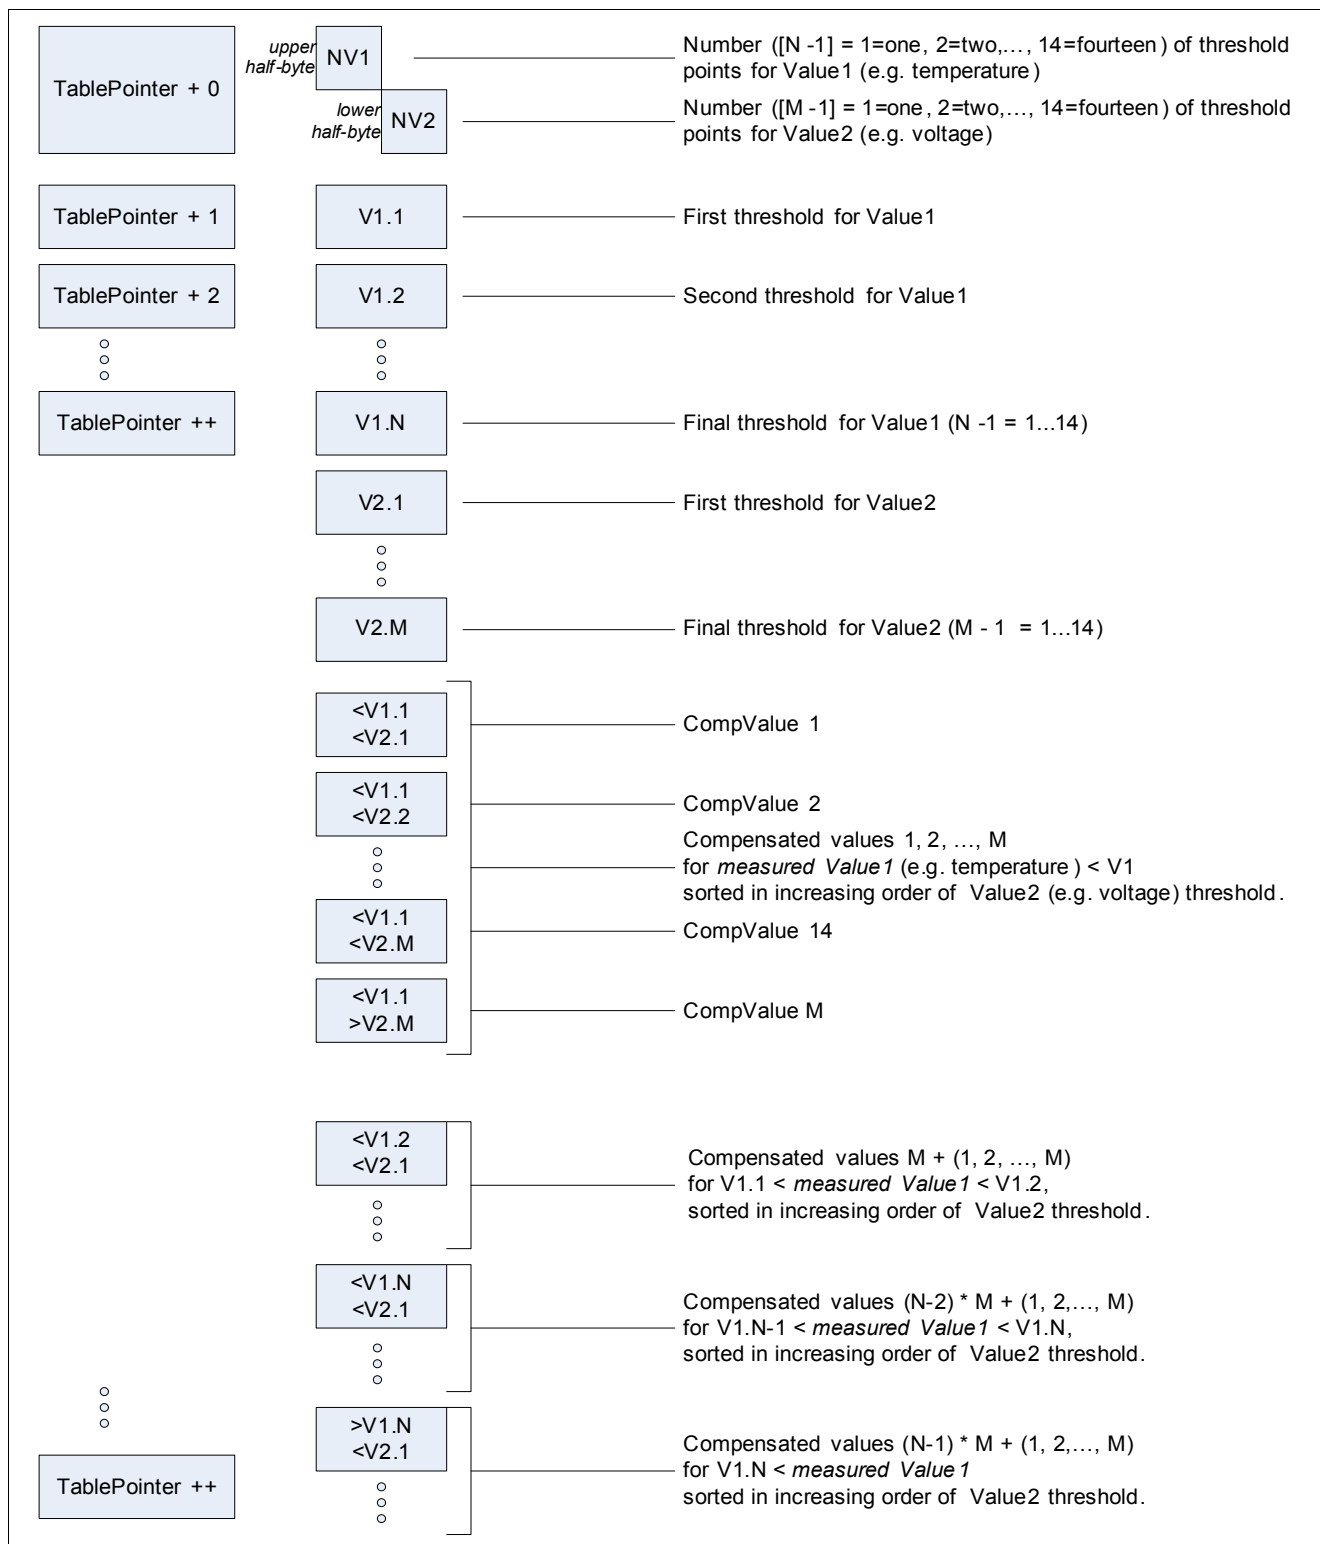 TablePointer + 0
upper
half-byte
NV1
Number ([N -1] = 1=one, 2=two,..., 14=fourteen) of threshold
points for Value1 (e.g. temperature)
lower
half-byte
NV2
Number ([M -1] = 1=one, 2=two,..., 14=fourteen) of threshold
points for Value2 (e.g. voltage)
TablePointer + 1
V1.1
First threshold for Value1
TablePointer + 2
V1.2
Second threshold for Value1
TablePointer ++
V1.N
Final threshold for Value1 (N -1 = 1...14)
V2.1
First threshold for Value2
V2.M
Final threshold for Value2 (M - 1 = 1...14)
<V1.1
<V2.1
CompValue 1
<V1.1
<V2.2
CompValue 2
Compensated values 1, 2, ..., M
for measured Value1 (e.g. temperature) < V1
sorted in increasing order of Value2 (e.g. voltage) threshold.
<V1.1
<V2.M
CompValue 14
<V1.1
>V2.M
CompValue M
<V1.2
<V2.1
Compensated values M + (1, 2, ..., M)
for V1.1 < measured Value1 < V1.2,
sorted in increasing order of Value2 threshold.
<V1.N
<V2.1
Compensated values (N-2) * M + (1, 2,..., M)
for V1.N-1 < measured Value1 < V1.N,
sorted in increasing order of Value2 threshold.
>V1.N
<V2.1
Compensated values (N-1) * M + (1, 2,..., M)
for V1.N < measured Value1
sorted in increasing order of Value2 threshold.
TablePointer ++